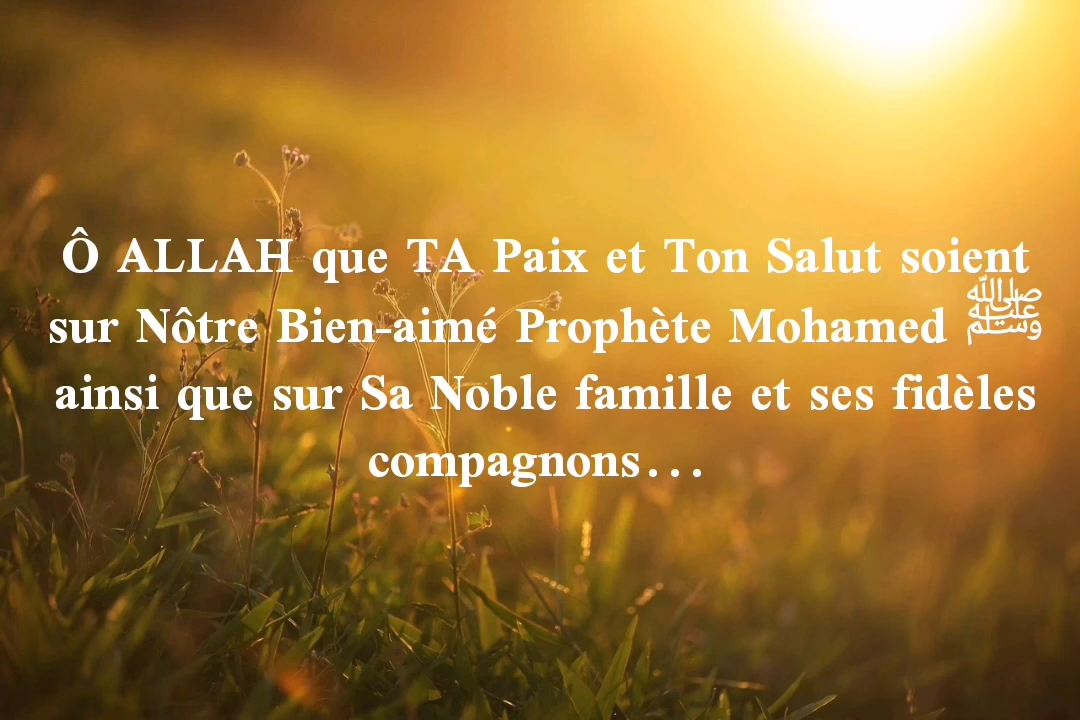 Ô ALLAH que TA Paix et Ton Salut soient
sur Nôtre Bien-aimé Prophète Mohamed ﷺ
ainsi que sur Sa Noble famille et ses fidèles
compagnons…